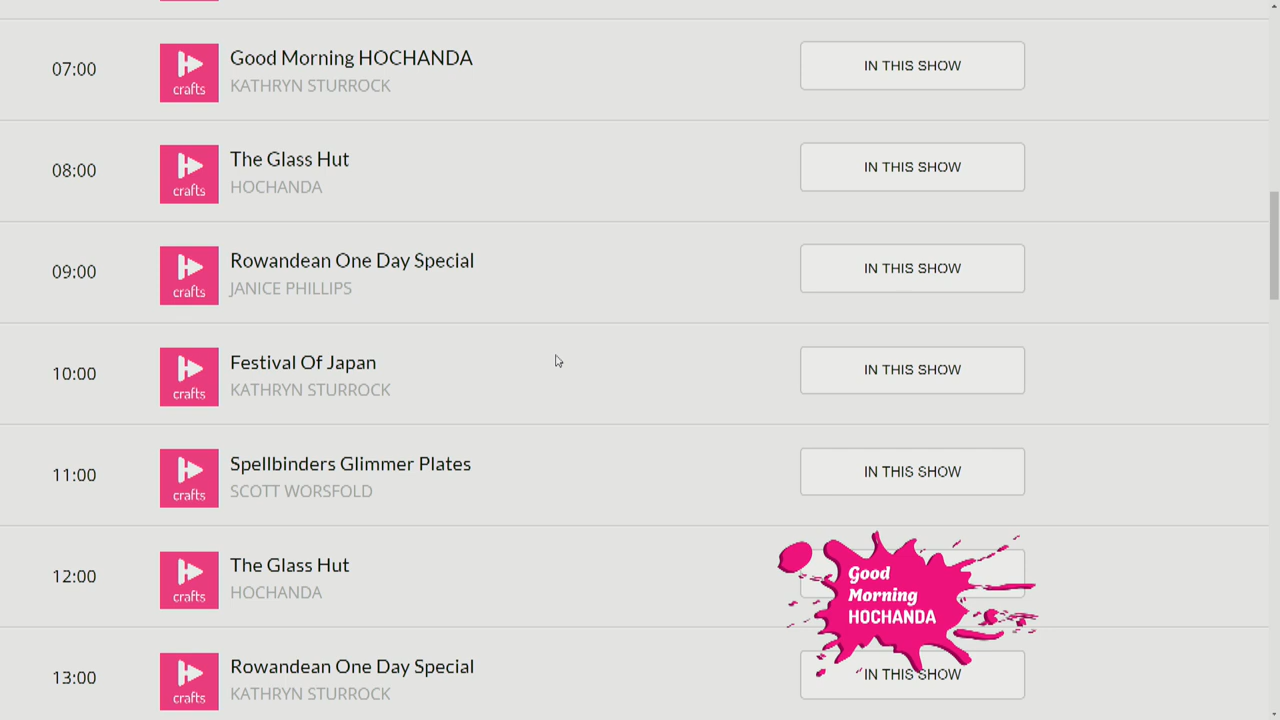 07:00
crafts
Good Morning HOCHANDA
KATHRYN STURROCK
IN THIS SHOW
08:00
crafts
The Glass Hut
HOCHANDA
IN THIS SHOW
09:00
crafts
Rowandean One Day Special
JANICE PHILLIPS
IN THIS SHOW
10:00
crafts
Festival Of Japan
KATHRYN STURROCK
IN THIS SHOW
11:00
crafts
Spellbinders Glimmer Plates
SCOTT WORSFOLD
IN THIS SHOW
12:00
crafts
The Glass Hut
HOCHANDA
Good
Morning
HOCHANDA
13:00
crafts
Rowandean One Day Special
KATHRYN STURROCK
IN THIS SHOW